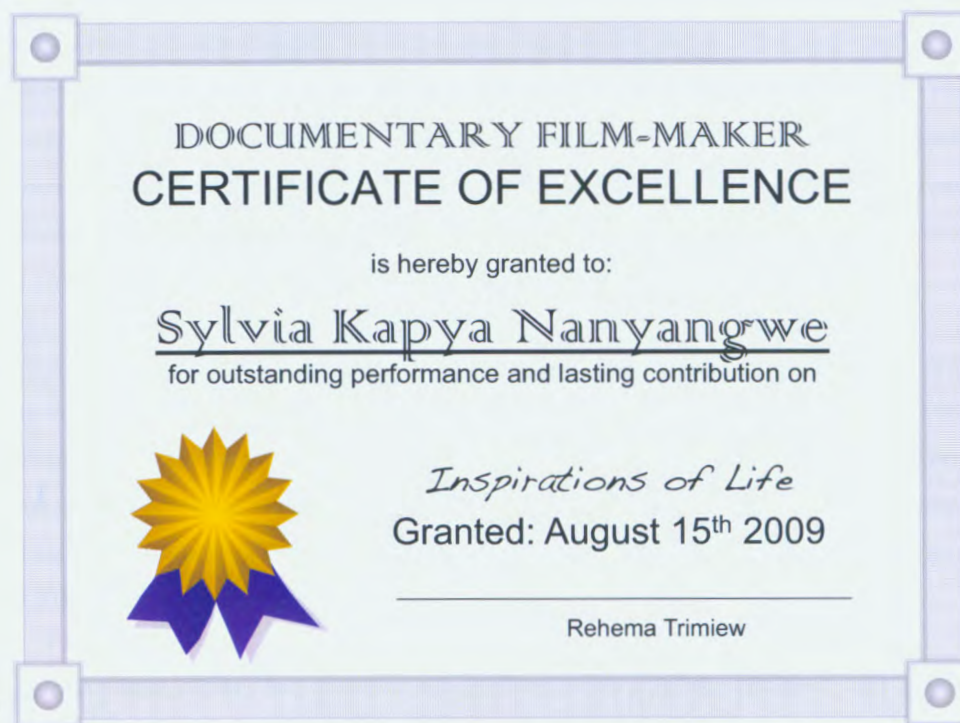 DOCUMENTARY FILM-MAKER
CERTIFICATE OF EXCELLENCE
is hereby granted to:
Sylvia Kapya Nanyangwe
for outstanding performance and lasting contribution on
Inspirations of Life
Granted: August 15th 2009
Rehema Trimiew